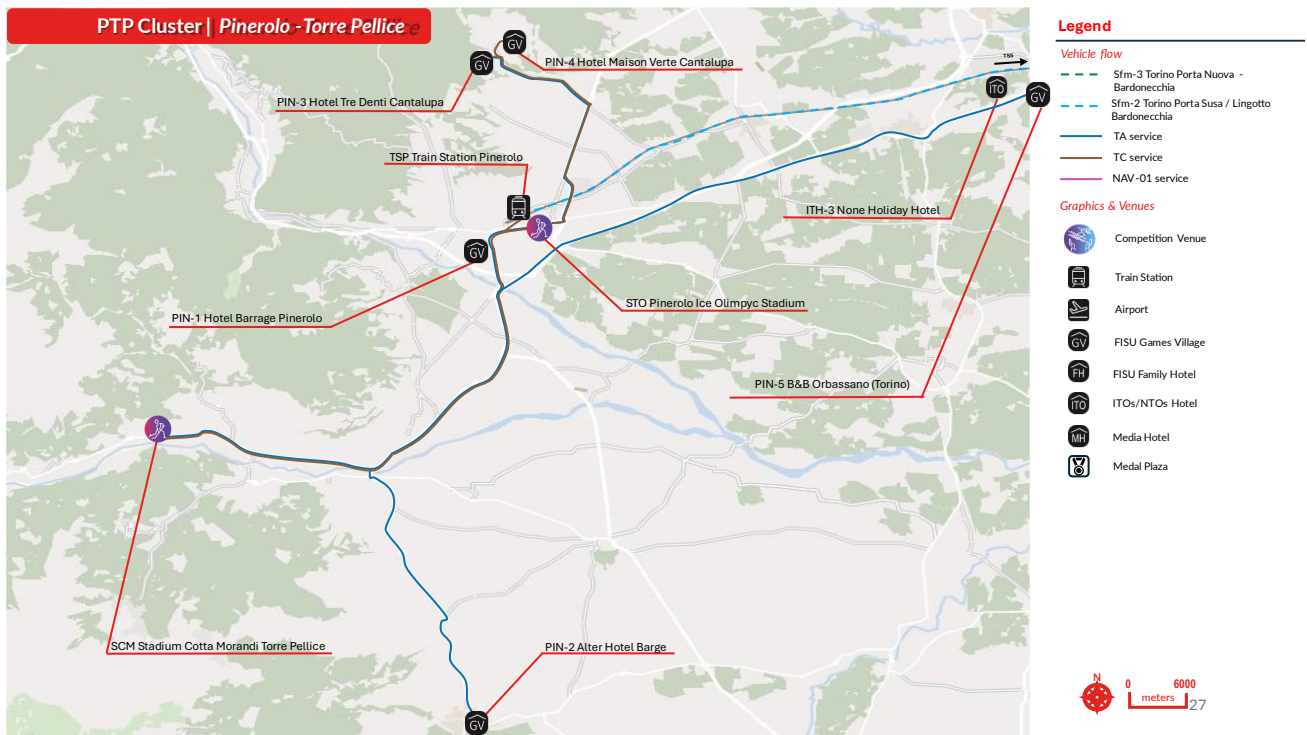 PTP Cluster | Pinerolo -Torre Pellice
GV
GV
PIN-4 Hotel Maison Verte Cantalupa
PIN-3 Hotel Tre Denti Cantalupa
TSS
ITO
GV
TSP Train Station Pinerolo
ITH-3 None Holiday Hotel
GV
STO Pinerolo Ice Olimpyc Stadium
PIN-1 Hotel Barrage Pinerolo
PIN-5 B&B Orbassano (Torino)
SCM Stadium Cotta Morandi Torre Pellice
PIN-2 Alter Hotel Barge
GV
Legend
Vehicle flow
Sfm-3 Torino Porta Nuova -
Bardonecchia
Sfm-2 Torino Porta Susa / Lingotto
Bardonecchia
TA service
TC service
NAV-01 service
Graphics & Venues
Competition Venue
Train Station
Airport
GV FISU Games Village
FH FISU Family Hotel
ITO ITOs/NTOs Hotel
MH Media Hotel
Medal Plaza
N
0 6000
meters
27